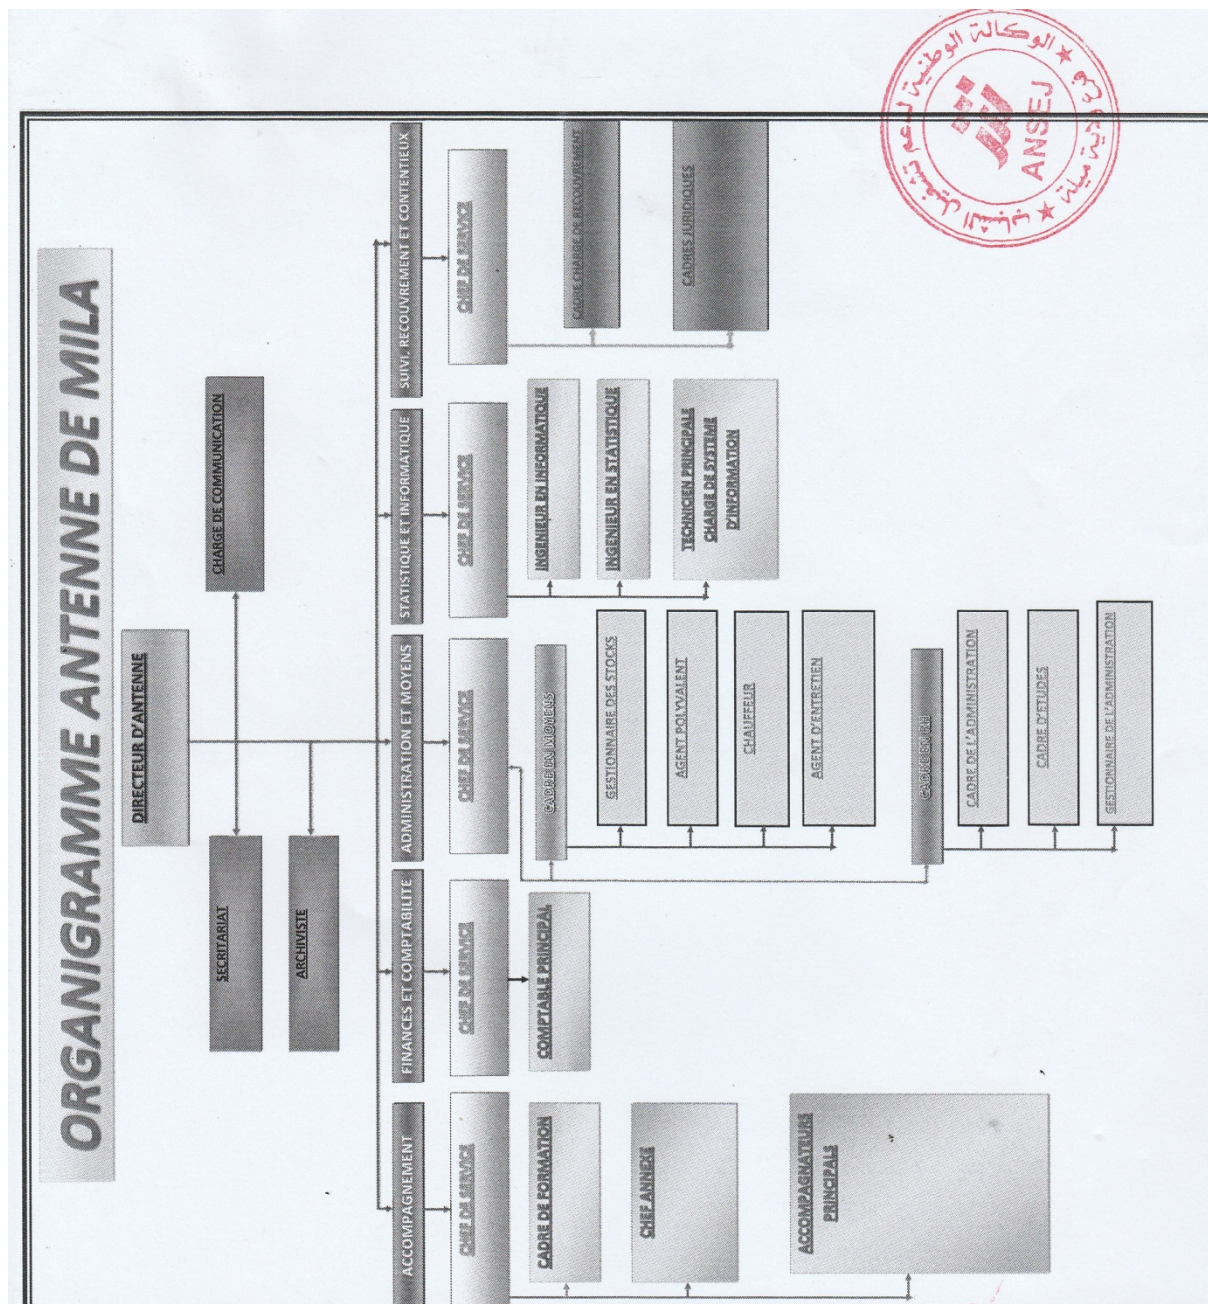 ORGANIGRAMME ANTENNE DE MILA
DIRECTEUR D'ANTENNE
SECRITARIAT
CHARGE DE COMMUNICATION
ARCHIVISTE
ACCOMPAGNEMENT
FINANCES ET COMPTABILITE
ADMINISTRATION ET MOYENS
STATISTIQUE ET INFORMATIQUE
SUIVI, RECOUVREMENT ET CONTENTIEUX
CHEF DE SERVICE
CHEF DE SERVICE
CHEF DE SERVICE
CHEF DE SERVICE
CHEF DE SERVICE
CADRE DE FORMATION
CHEF ANNEXE
ACCOMPAGNATEURS
PRINCIPALS
COMPTABLE PRINCIPAL
CADRE EN MOYENS
GESTIONNAIRE DES STOCKS
AGENT POLYVALENT
CHAUFFEUR
AGENT D'ENTRETIEN
CADRE EN RH
CADRE DE L'ADMINISTRATION
CADRE D'ETUDES
GESTIONNAIRE DE L'ADMINISTRATION
INGENIEUR EN INFORMATIQUE
INGENIEUR EN STATISTIQUE
TECHNICIEN PRINCIPALE
CHARGE DE SYSTEME
D'INFORMATION
CADRE CHARGE DE RECOUVREMENT
CADRES JURIDIQUES
الوكالة الوطنية لدعم تشغيل الشباب
ANSEJ